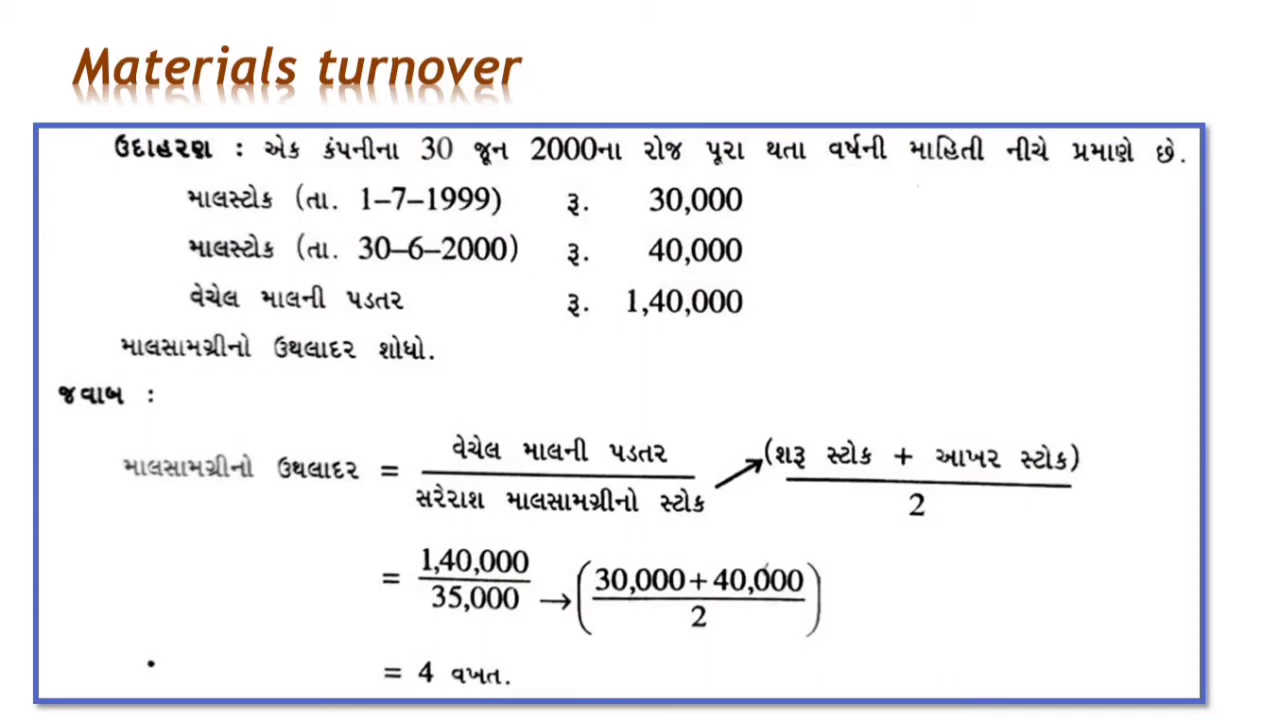 Materials turnover
ઉદાહરણ : એક કંપનીના 30 જૂન 2000ના રોજ પૂરા થતા વર્ષની માહિતી નીચે પ્રમાણે છે.
માલસ્ટોક (તા. 1–7–1999) રૂ. 30,000
માલસ્ટોક (તા. 30–6–2000) રૂ. 40,000
વેચેલ માલની પડતર રૂ. 1,40,000
માલસામગ્રીનો ઉથલાદર શોધો.
જવાબ :
માલસામગ્રીનો ઉથલાદર = વેચેલ માલની પડતર / સરેરાશ માલસામગ્રીનો સ્ટોક → (શરૂ સ્ટોક + આખર સ્ટોક) / 2
= 1,40,000 / 35,000 → (30,000 + 40,000 / 2)
= 4 વખત.